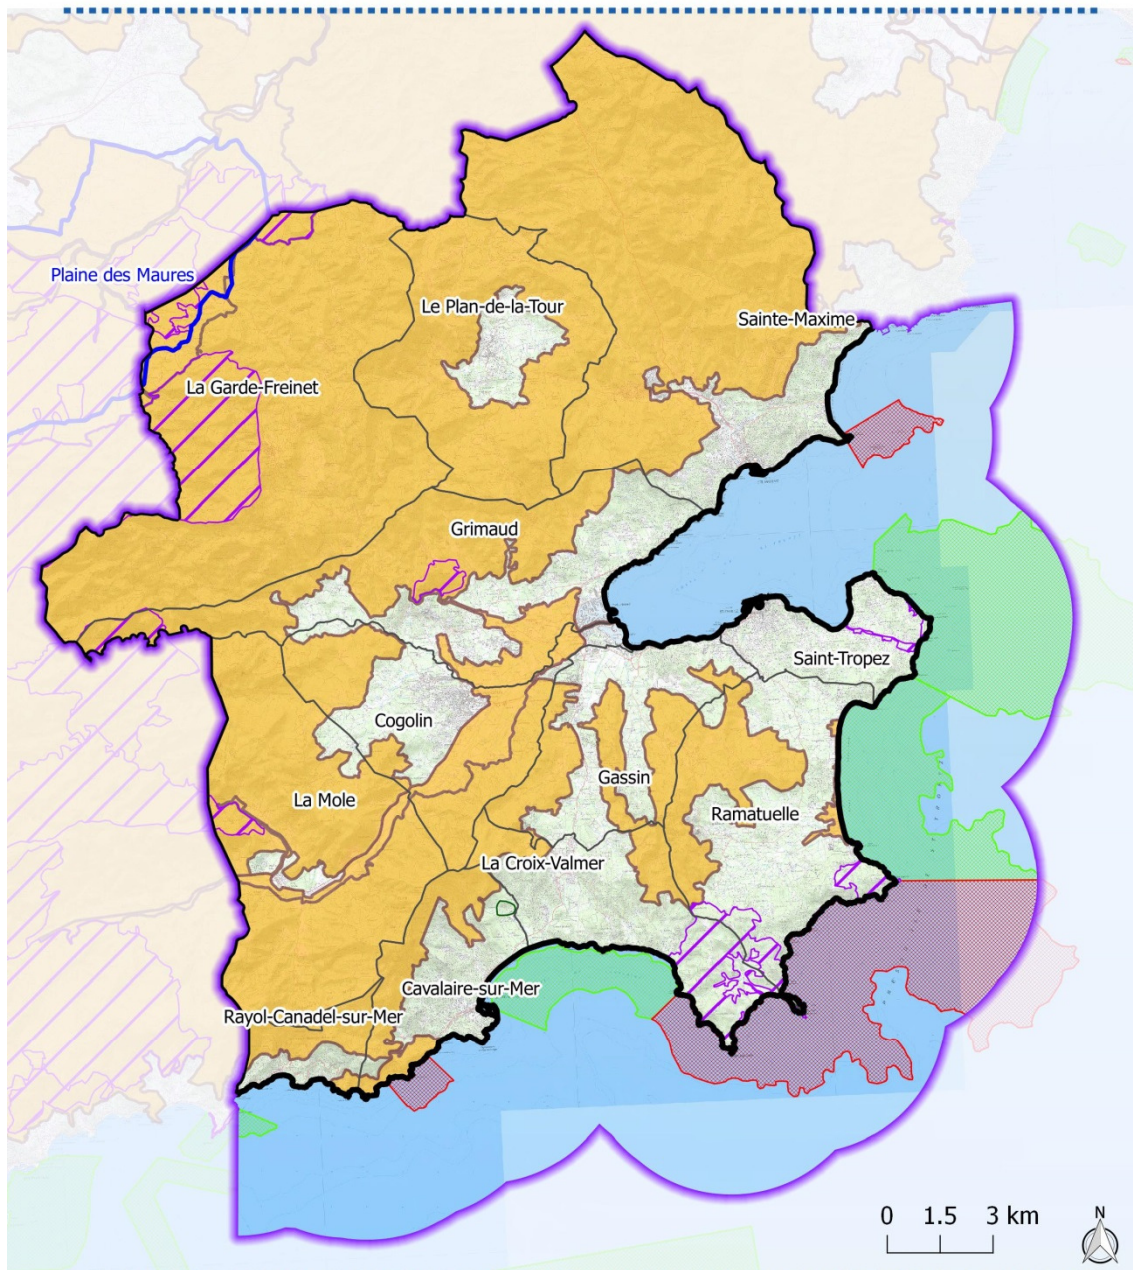 Plaine des Maures
Le Plan-de-la-Tour
Sainte-Maxime
La Garde-Freinet
Grimaud
Saint-Tropez
Cogolin
Gassin
La Mole
Ramatuelle
La Croix-Valmer
Cavalaire-sur-Mer
Rayol-Canadel-sur-Mer
0 1.5 3 km
N